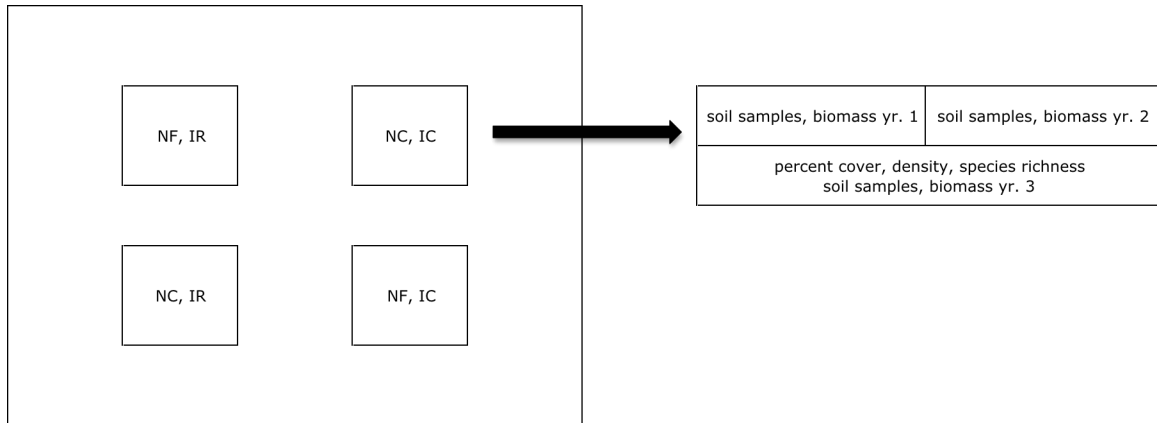 NF, IR
NC, IC
soil samples, biomass yr. 1
soil samples, biomass yr. 2
percent cover, density, species richness
soil samples, biomass yr. 3
NC, IR
NF, IC